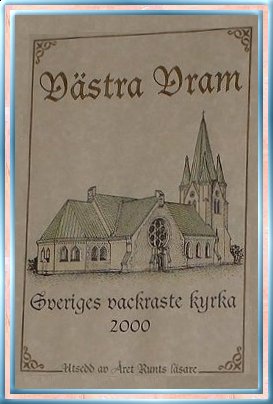 Västra Vram
Sveriges vackraste kyrka
2000
Utsedd av Året Runts läsare